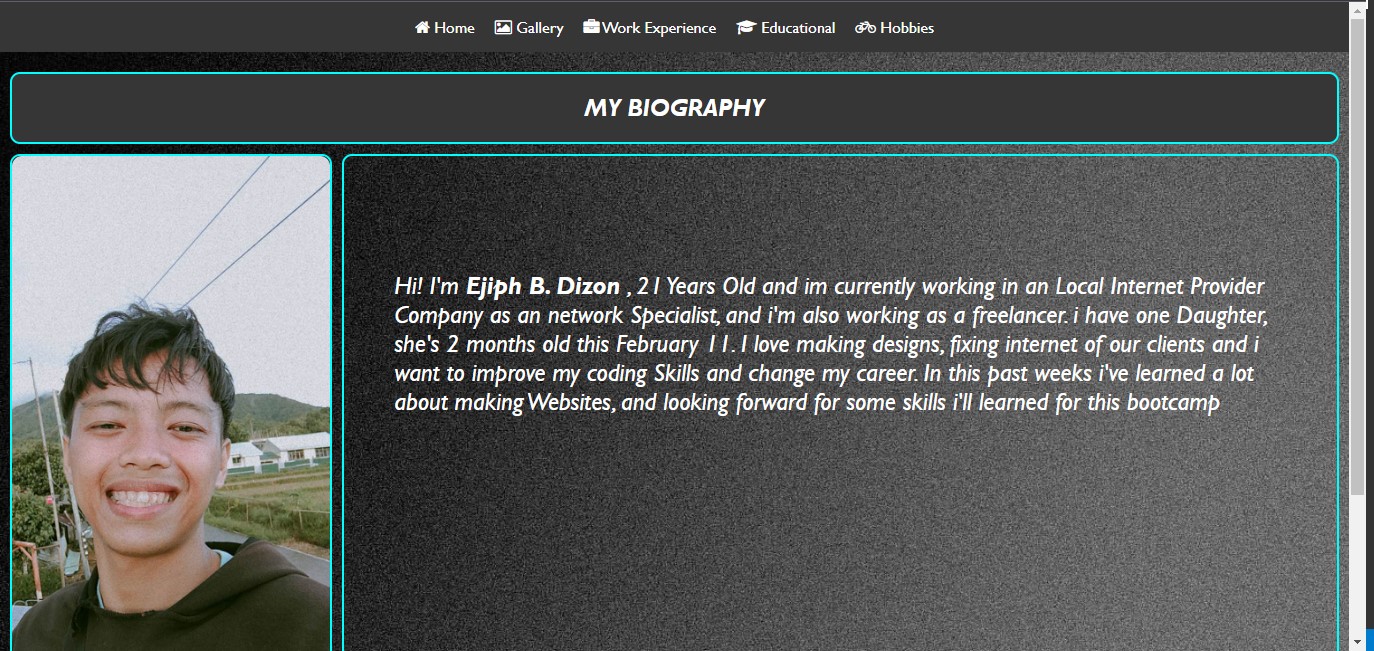 Home Gallery Work Experience Educational Hobbies
MY BIOGRAPHY
Hi! I'm Ejiph B. Dizon , 21 Years Old and im currently working in an Local Internet Provider
Company as an network Specialist, and i'm also working as a freelancer. i have one Daughter,
she's 2 months old this February 11. I love making designs, fixing internet of our clients and i
want to improve my coding Skills and change my career. In this past weeks i've learned a lot
about making Websites, and looking forward for some skills i'll learned for this bootcamp